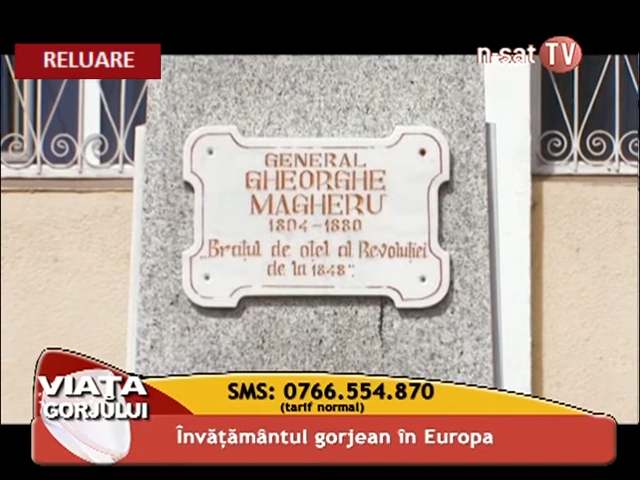 RELUARE
n-sat TV
GENERAL
GHEORGHE
MAGHERU
1804-1880
„Brațul de oțel al Revoluției
de la 1848".
VIAȚA
GORJULUI
SMS: 0766.554.870
(tarif normal)
Învățământul gorjean în Europa